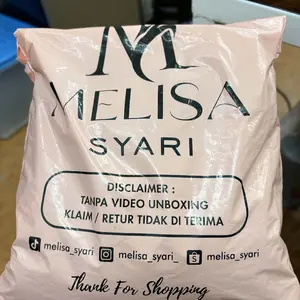 MELISA
SYARI
DISCLAIMER :
TANPA VIDEO UNBOXING
KLAIM / RETUR TIDAK DI TERIMA
melisa_syari melisa_syari_ melisa_syari
Thank For Shopping